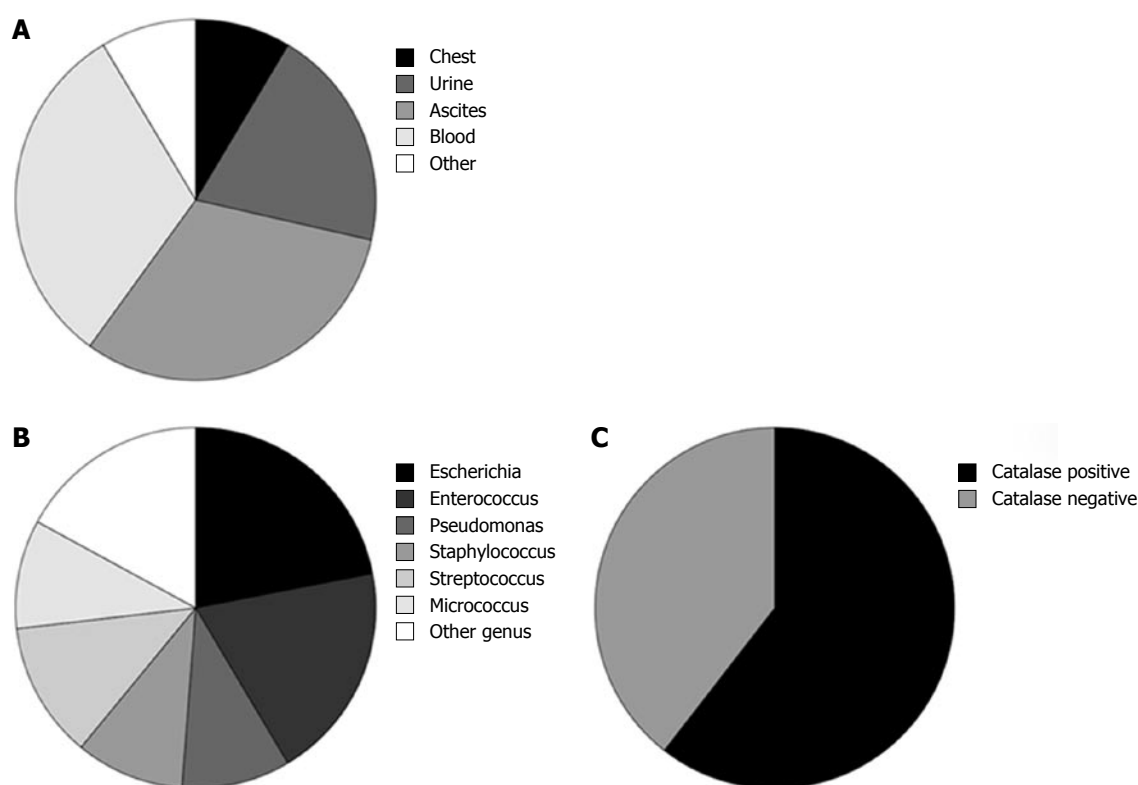 A
Chest
Urine
Ascites
Blood
Other
B
Escherichia
Enterococcus
Pseudomonas
Staphylococcus
Streptococcus
Micrococcus
Other genus
C
Catalase positive
Catalase negative